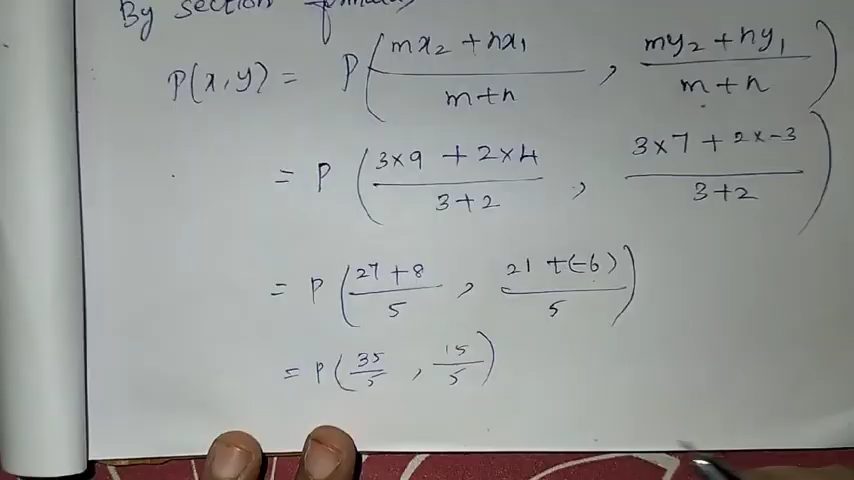 By section formula,
P(x,y) = P( (mx₂ + nx₁)/(m+n) , (my₂ + ny₁)/(m+n) )
= P( (3×9 + 2×4)/(3+2) , (3×7 + 2×-3)/(3+2) )
= P( (27+8)/5 , (21+(-6))/5 )
= P( 35/5 , 15/5 )